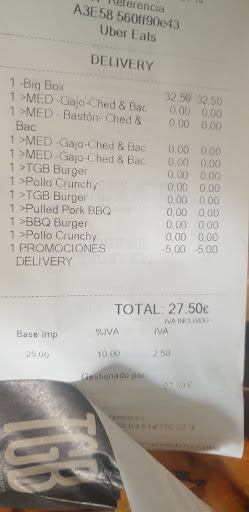 Referencia
A3E58 560ff90e43
Uber Eats
DELIVERY
1 -Big Box 32,50 32,50
1 >MED -Gajo-Ched & Bac 0,00 0,00
1 >MED - Bastón- Ched & Bac 0,00 0,00
1 >MED -Gajo-Ched & Bac 0,00 0,00
1 >MED -Gajo-Ched & Bac 0,00 0,00
1 >TGB Burger 0,00 0,00
1 >Pollo Crunchy 0,00 0,00
1 >TGB Burger 0,00 0,00
1 >Pulled Pork BBQ 0,00 0,00
1 >BBQ Burger 0,00 0,00
1 >Pollo Crunchy 0,00 0,00
1 PROMOCIONES -5,00 -5,00
DELIVERY
TOTAL: 27.50€
IVA INCLUIDO
Base Imp %IVA IVA
25.00 10,00 2.50
Gestionado por
27.50 €
TGB